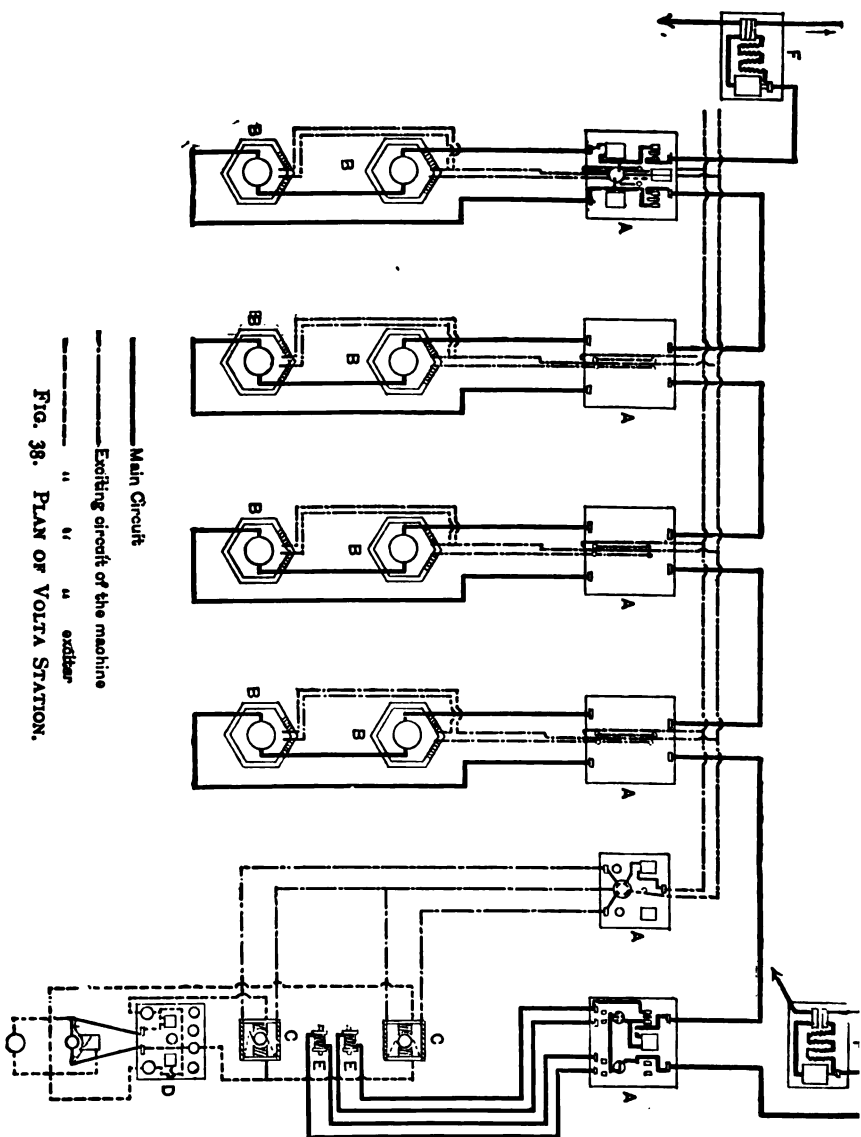 F
F
A
A
A
A
A
A
B
B
B
B
C
E
E
C
B
B
B
B
D
Main Circuit
Exciting circuit of the machine
" " " exciter
FIG. 38. PLAN OF VOLTA STATION.